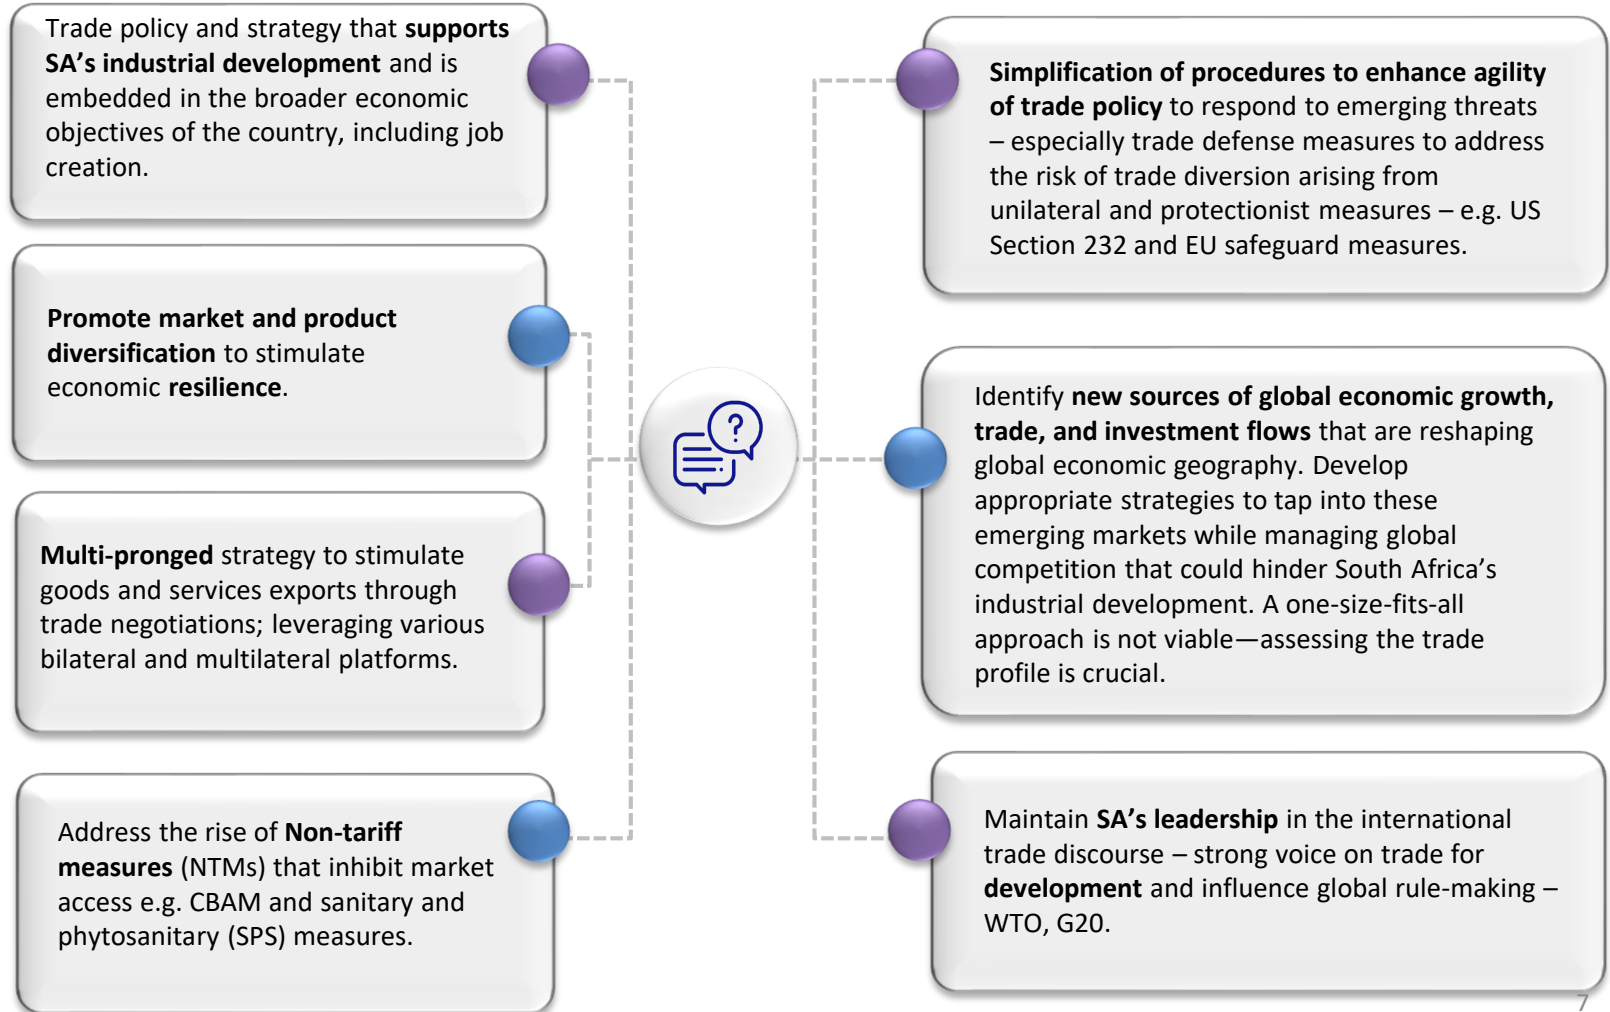 Trade policy and strategy that supports
SA's industrial development and is
embedded in the broader economic
objectives of the country, including job
creation.
Promote market and product
diversification to stimulate
economic resilience.
Multi-pronged strategy to stimulate
goods and services exports through
trade negotiations; leveraging various
bilateral and multilateral platforms.
Address the rise of Non-tariff
measures (NTMs) that inhibit market
access e.g. CBAM and sanitary and
phytosanitary (SPS) measures.
?
Simplification of procedures to enhance agility
of trade policy to respond to emerging threats
– especially trade defense measures to address
the risk of trade diversion arising from
unilateral and protectionist measures – e.g. US
Section 232 and EU safeguard measures.
Identify new sources of global economic growth,
trade, and investment flows that are reshaping
global economic geography. Develop
appropriate strategies to tap into these
emerging markets while managing global
competition that could hinder South Africa's
industrial development. A one-size-fits-all
approach is not viable—assessing the trade
profile is crucial.
Maintain SA's leadership in the international
trade discourse – strong voice on trade for
development and influence global rule-making –
WTO, G20.
7